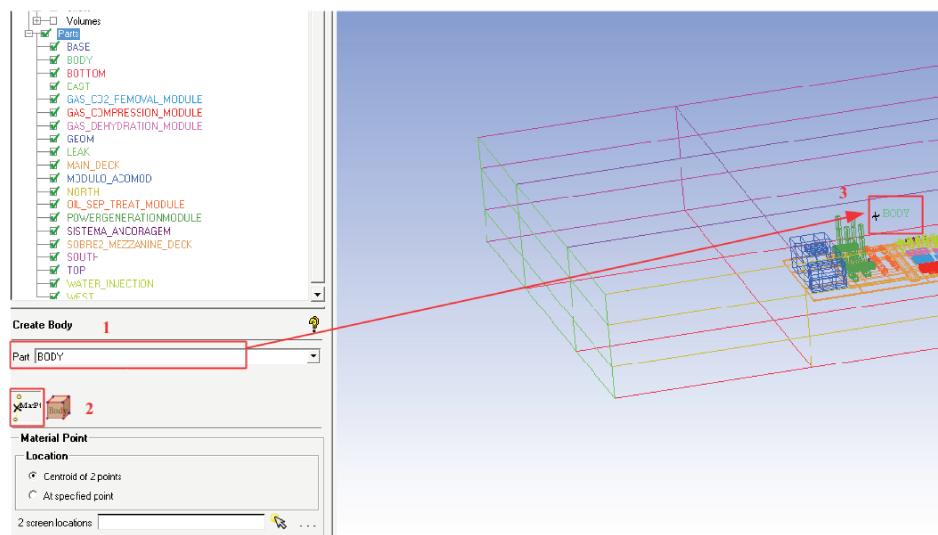 Volumes
Parts
BASE
BODY
BOTTOM
EAST
GAS_CO2_REMOVAL_MODULE
GAS_COMPRESSION_MODULE
GAS_DEHYDRATION_MODULE
GEOM
LEAK
MAIN_DECK
MODULO_ACOMOD
NORTH
OIL_SEP_TREAT_MODULE
POWERGENERATIONMODULE
SISTEMA_ANCORAGEM
SOBRE2_MEZZANINE_DECK
SOUTH
TOP
WATER_INJECTION
WEST
Create Body 1
Part BODY
Body 2
Material Point
Location
Centroid of 2 points
At specified point
2 screen locations ...
3
BODY